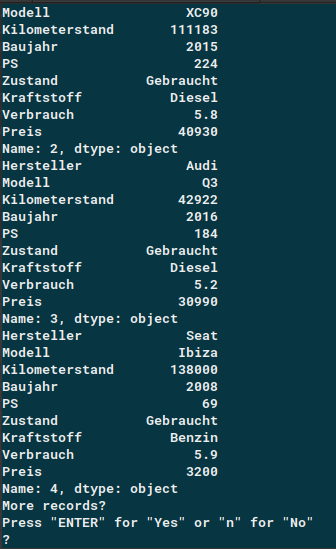 Modell                 XC90
Kilometerstand       111183
Baujahr                2015
PS                      224
Zustand           Gebraucht
Kraftstoff           Diesel
Verbrauch               5.8
Preis                 40930
Name: 2, dtype: object
Hersteller             Audi
Modell                   Q3
Kilometerstand        42922
Baujahr                2016
PS                      184
Zustand           Gebraucht
Kraftstoff           Diesel
Verbrauch               5.2
Preis                 30990
Name: 3, dtype: object
Hersteller             Seat
Modell                Ibiza
Kilometerstand       138000
Baujahr                2008
PS                       69
Zustand           Gebraucht
Kraftstoff           Benzin
Verbrauch               5.9
Preis                  3200
Name: 4, dtype: object
More records?
Press "ENTER" for "Yes" or "n" for "No"
?